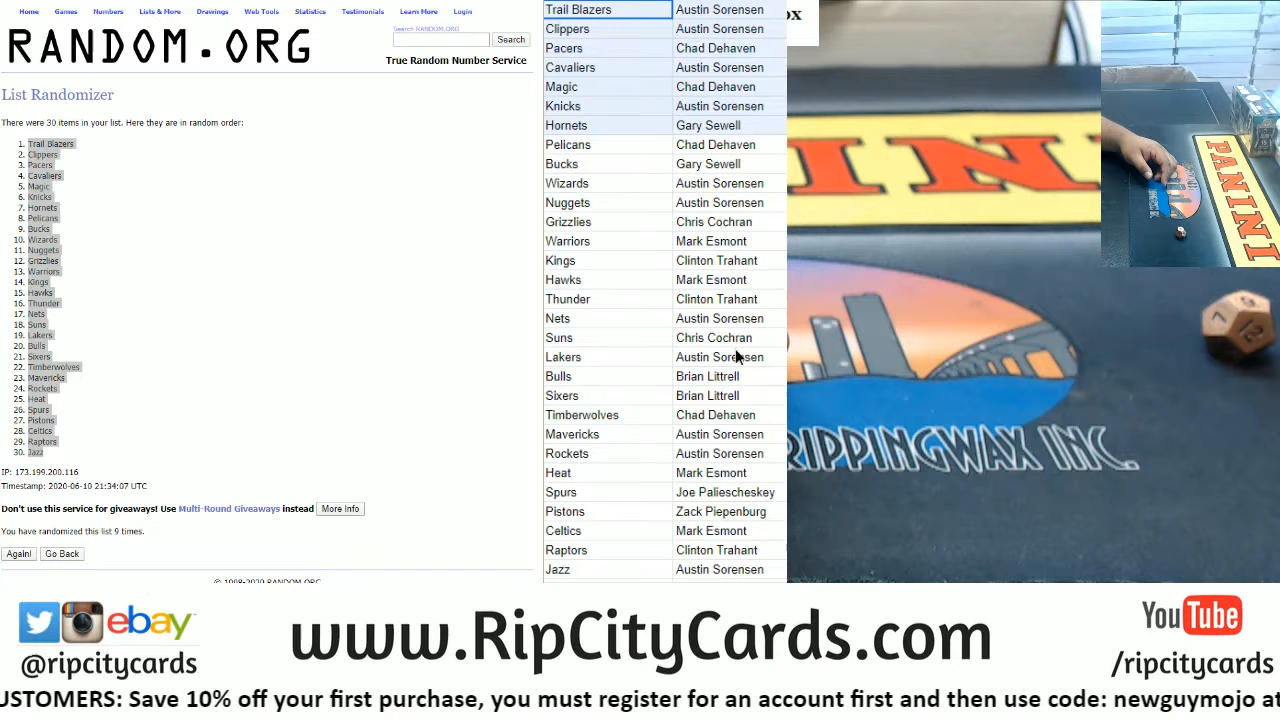 Home Games Numbers Lists & More Drawings Web Tools Statistics Testimonials Learn More Login
RANDOM.ORG
Search RANDOM.ORG
Search
True Random Number Service
List Randomizer
There were 30 items in your list. Here they are in random order:
1. Trail Blazers
2. Clippers
3. Pacers
4. Cavaliers
5. Magic
6. Knicks
7. Hornets
8. Pelicans
9. Bucks
10. Wizards
11. Nuggets
12. Grizzlies
13. Warriors
14. Kings
15. Hawks
16. Thunder
17. Nets
18. Suns
19. Lakers
20. Bulls
21. Sixers
22. Timberwolves
23. Mavericks
24. Rockets
25. Heat
26. Spurs
27. Pistons
28. Celtics
29. Raptors
30. Jazz
IP: 173.199.200.116
Timestamp: 2020-06-10 21:34:07 UTC
Don't use this service for giveaways! Use Multi-Round Giveaways instead More Info
You have randomized this list 9 times.
Again! Go Back
© 1998-2020 RANDOM.ORG
Trail Blazers Austin Sorensen
Clippers Austin Sorensen
Pacers Chad Dehaven
Cavaliers Austin Sorensen
Magic Chad Dehaven
Knicks Austin Sorensen
Hornets Gary Sewell
Pelicans Chad Dehaven
Bucks Gary Sewell
Wizards Austin Sorensen
Nuggets Austin Sorensen
Grizzlies Chris Cochran
Warriors Mark Esmont
Kings Clinton Trahant
Hawks Mark Esmont
Thunder Clinton Trahant
Nets Austin Sorensen
Suns Chris Cochran
Lakers Austin Sorensen
Bulls Brian Littrell
Sixers Brian Littrell
Timberwolves Chad Dehaven
Mavericks Austin Sorensen
Rockets Austin Sorensen
Heat Mark Esmont
Spurs Joe Paliescheskey
Pistons Zack Piepenburg
Celtics Mark Esmont
Raptors Clinton Trahant
Jazz Austin Sorensen
ox
INI
PANINI
7 9 12
RIPPINGWAX INC.
ebay
@ripcitycards
www.RipCityCards.com
YouTube
/ripcitycards
USTOMERS: Save 10% off your first purchase, you must register for an account first and then use code: newguymojo at